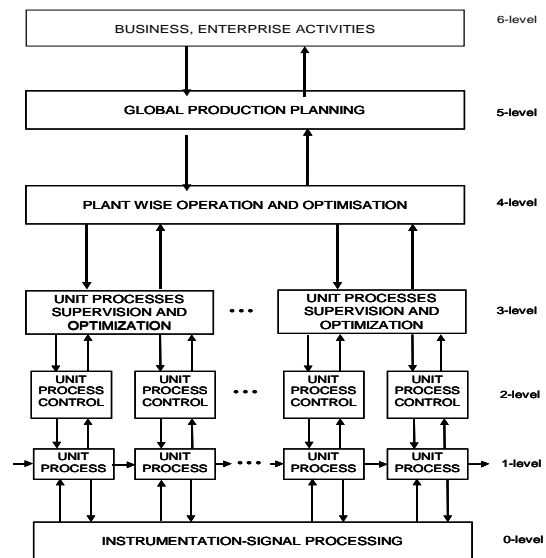 BUSINESS, ENTERPRISE ACTIVITIES
6-level
GLOBAL PRODUCTION PLANNING
5-level
PLANT WISE OPERATION AND OPTIMISATION
4-level
UNIT PROCESSES
SUPERVISION AND
OPTIMIZATION
...
UNIT PROCESSES
SUPERVISION AND
OPTIMIZATION
3-level
UNIT
PROCESS
CONTROL
UNIT
PROCESS
CONTROL
...
UNIT
PROCESS
CONTROL
UNIT
PROCESS
CONTROL
2-level
UNIT
PROCESS
UNIT
PROCESS
...
UNIT
PROCESS
UNIT
PROCESS
1-level
INSTRUMENTATION-SIGNAL PROCESSING
0-level